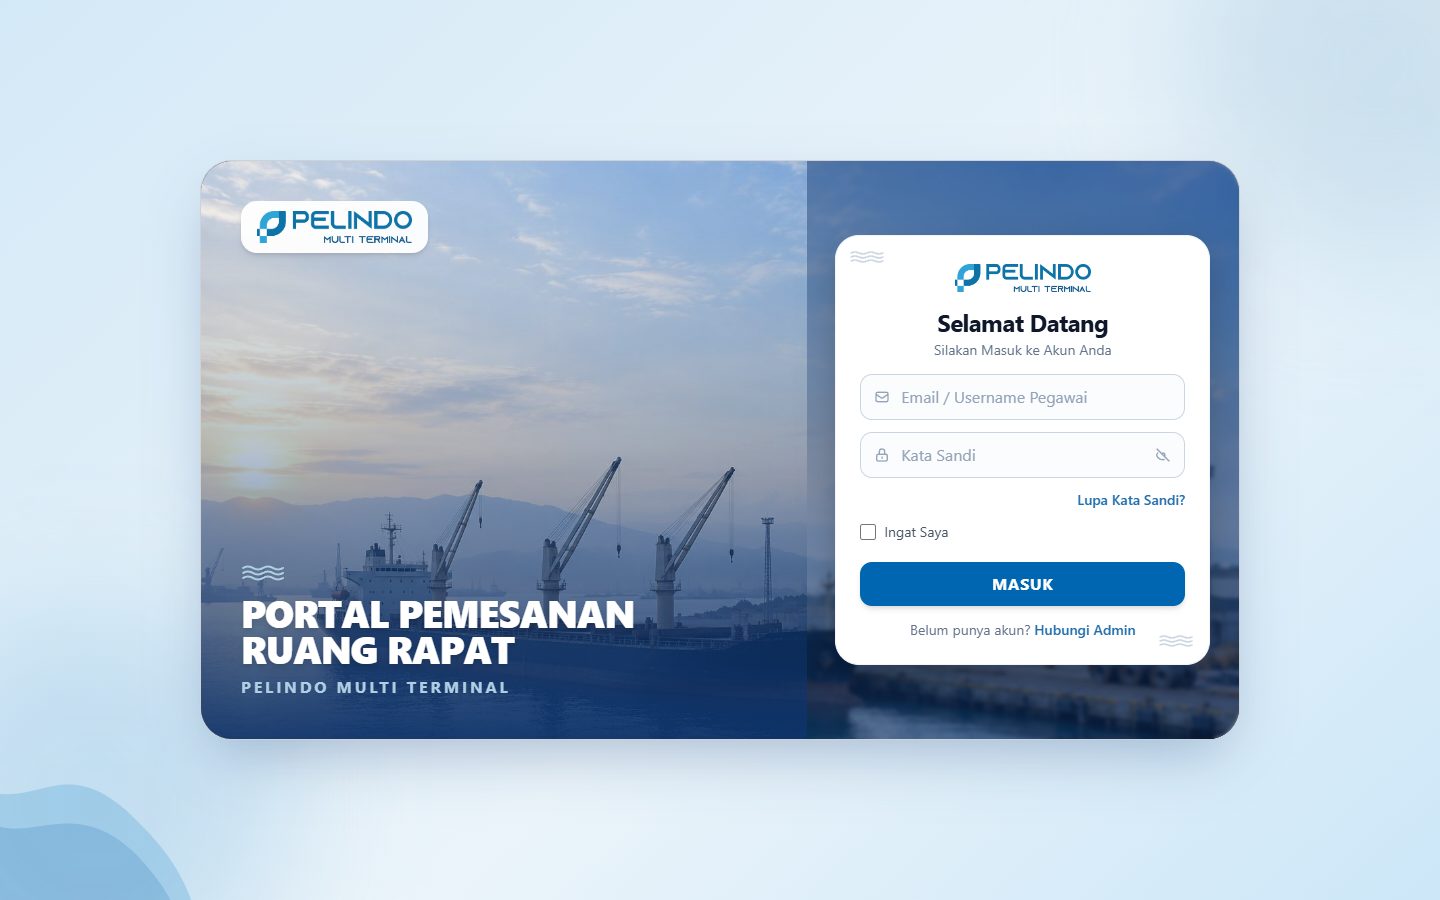 PELINDO
MULTI TERMINAL
PORTAL PEMESANAN
RUANG RAPAT
PELINDO MULTI TERMINAL
PELINDO
MULTI TERMINAL
Selamat Datang
Silakan Masuk ke Akun Anda
Email / Username Pegawai
Kata Sandi
Lupa Kata Sandi?
Ingat Saya
MASUK
Belum punya akun? Hubungi Admin